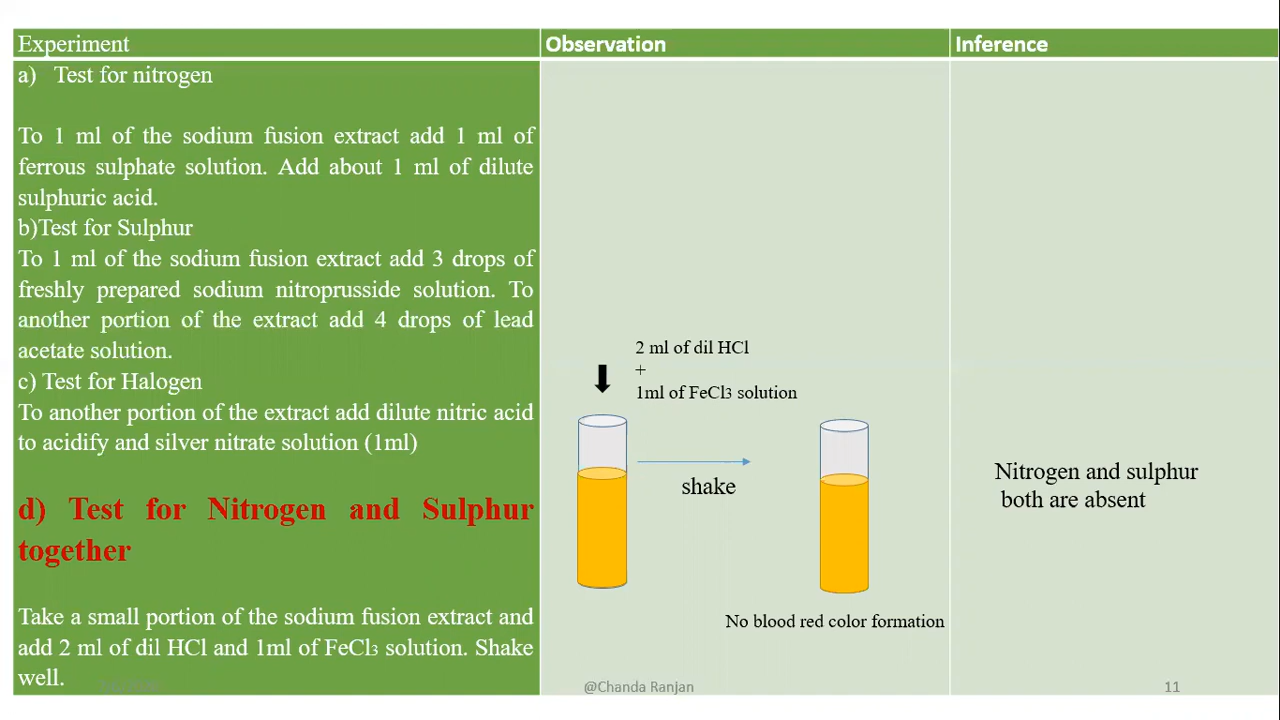 Experiment
Observation
Inference
a) Test for nitrogen
To 1 ml of the sodium fusion extract add 1 ml of
ferrous sulphate solution. Add about 1 ml of dilute
sulphuric acid.
b)Test for Sulphur
To 1 ml of the sodium fusion extract add 3 drops of
freshly prepared sodium nitroprusside solution. To
another portion of the extract add 4 drops of lead
acetate solution.
c) Test for Halogen
To another portion of the extract add dilute nitric acid
to acidify and silver nitrate solution (1ml)
d) Test for Nitrogen and Sulphur
together
Take a small portion of the sodium fusion extract and
add 2 ml of dil HCl and 1ml of FeCl3 solution. Shake
well.
2 ml of dil HCl
+
1ml of FeCl3 solution
shake
No blood red color formation
Nitrogen and sulphur
both are absent
@Chanda Ranjan
11